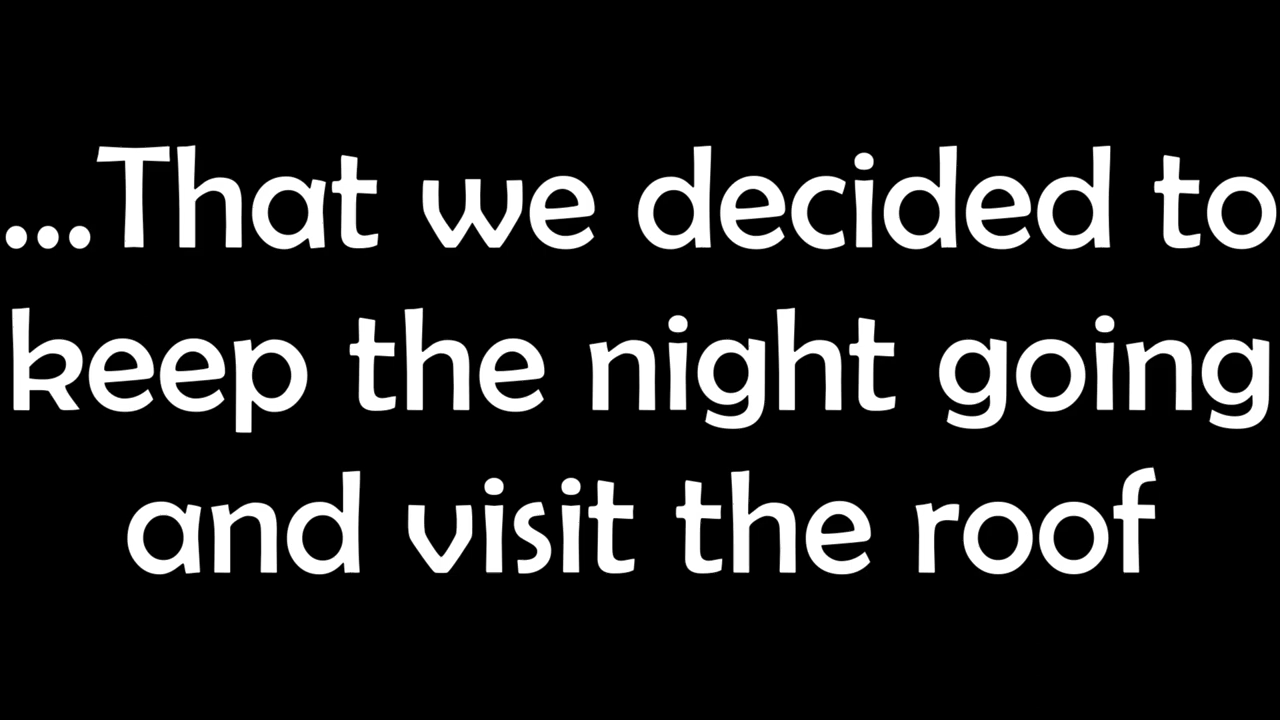 ...That we decided to
keep the night going
and visit the roof